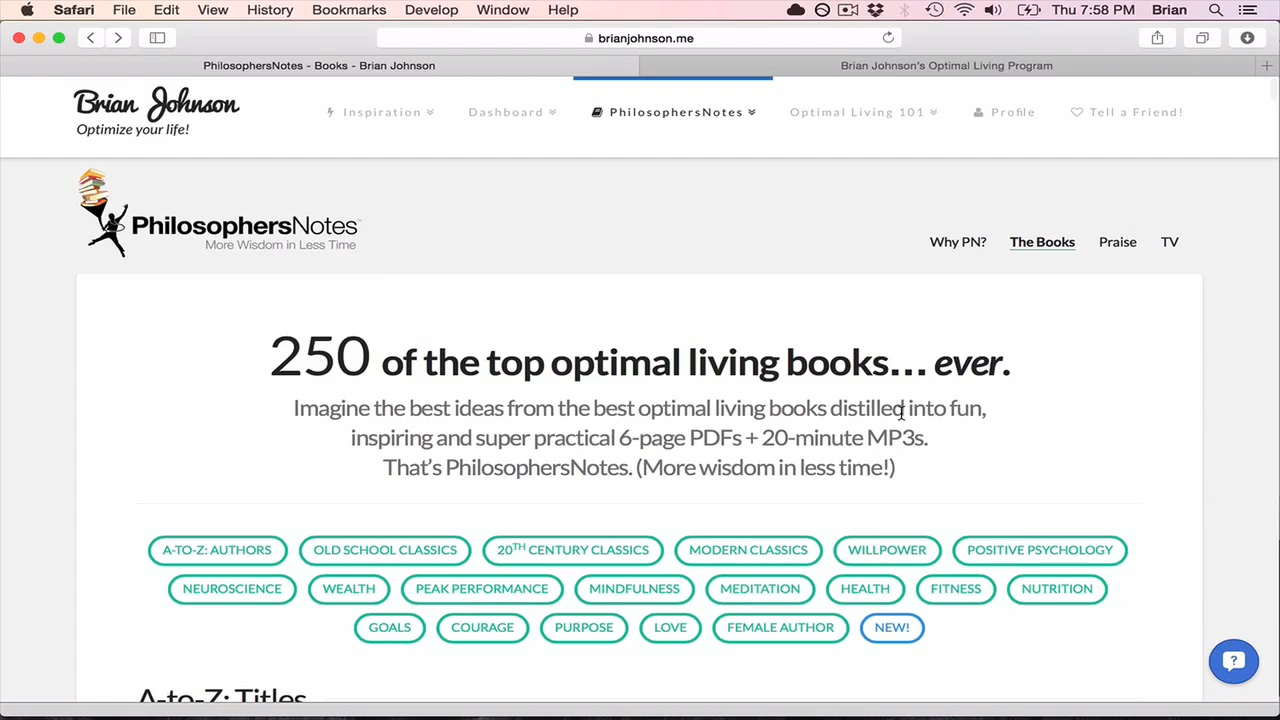 Safari File Edit View History Bookmarks Develop Window Help Thu 7:58 PM Brian
brianjohnson.me
PhilosophersNotes - Books - Brian Johnson Brian Johnson's Optimal Living Program
Brian Johnson
Optimize your life!
Inspiration Dashboard PhilosophersNotes Optimal Living 101 Profile Tell a Friend!
PhilosophersNotes™
More Wisdom in Less Time
Why PN? The Books Praise TV
250 of the top optimal living books… ever.
Imagine the best ideas from the best optimal living books distilled into fun,
inspiring and super practical 6-page PDFs + 20-minute MP3s.
That's PhilosophersNotes. (More wisdom in less time!)
A-TO-Z: AUTHORS OLD SCHOOL CLASSICS 20TH CENTURY CLASSICS MODERN CLASSICS WILLPOWER POSITIVE PSYCHOLOGY
NEUROSCIENCE WEALTH PEAK PERFORMANCE MINDFULNESS MEDITATION HEALTH FITNESS NUTRITION
GOALS COURAGE PURPOSE LOVE FEMALE AUTHOR NEW!
A-to-Z: Titles